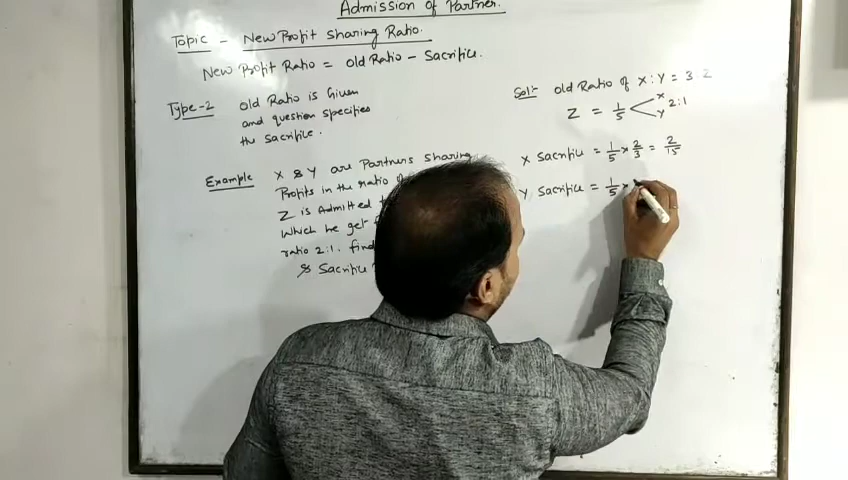 Admission of Partner.
Topic - New Profit sharing Ratio.
New Profit Ratio = old Ratio - Sacrifice.
Type-2 old Ratio is Given
and question specifies
the sacrifice.
Example X & Y are Partners sharing
Profits in the ratio of
Z is Admitted
Which he get
ratio 2:1. find
& Sacrifice
Sol:- old Ratio of X:Y = 3:2
Z = 1/5 < X Y 2:1
X Sacrifice = 1/5 × 2/3 = 2/15
Y Sacrifice = 1/5 ×